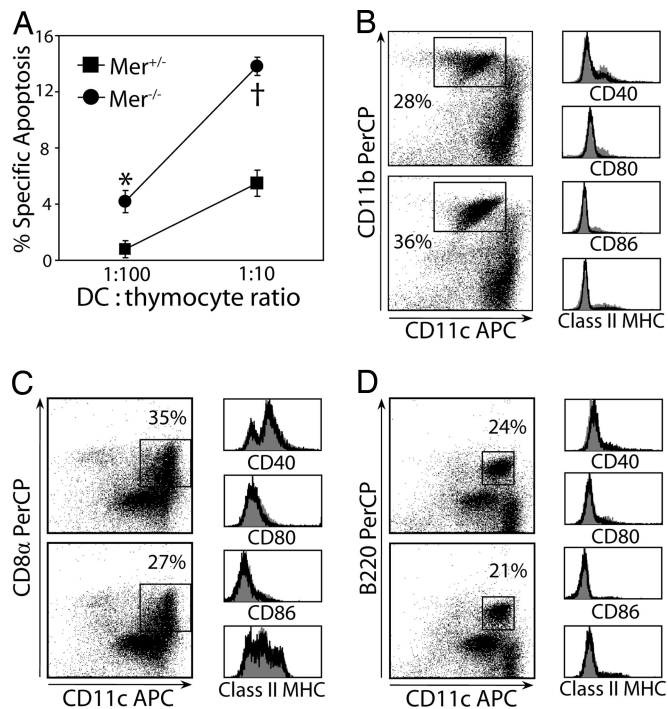 A
16
12
8
4
0
% Specific Apoptosis
Mer+/-
Mer-/-
*
†
1:100 1:10
DC : thymocyte ratio
B
28%
36%
CD11b PerCP
CD11c APC
CD40
CD80
CD86
Class II MHC
C
35%
27%
CD8α PerCP
CD11c APC
CD40
CD80
CD86
Class II MHC
D
24%
21%
B220 PerCP
CD11c APC
CD40
CD80
CD86
Class II MHC